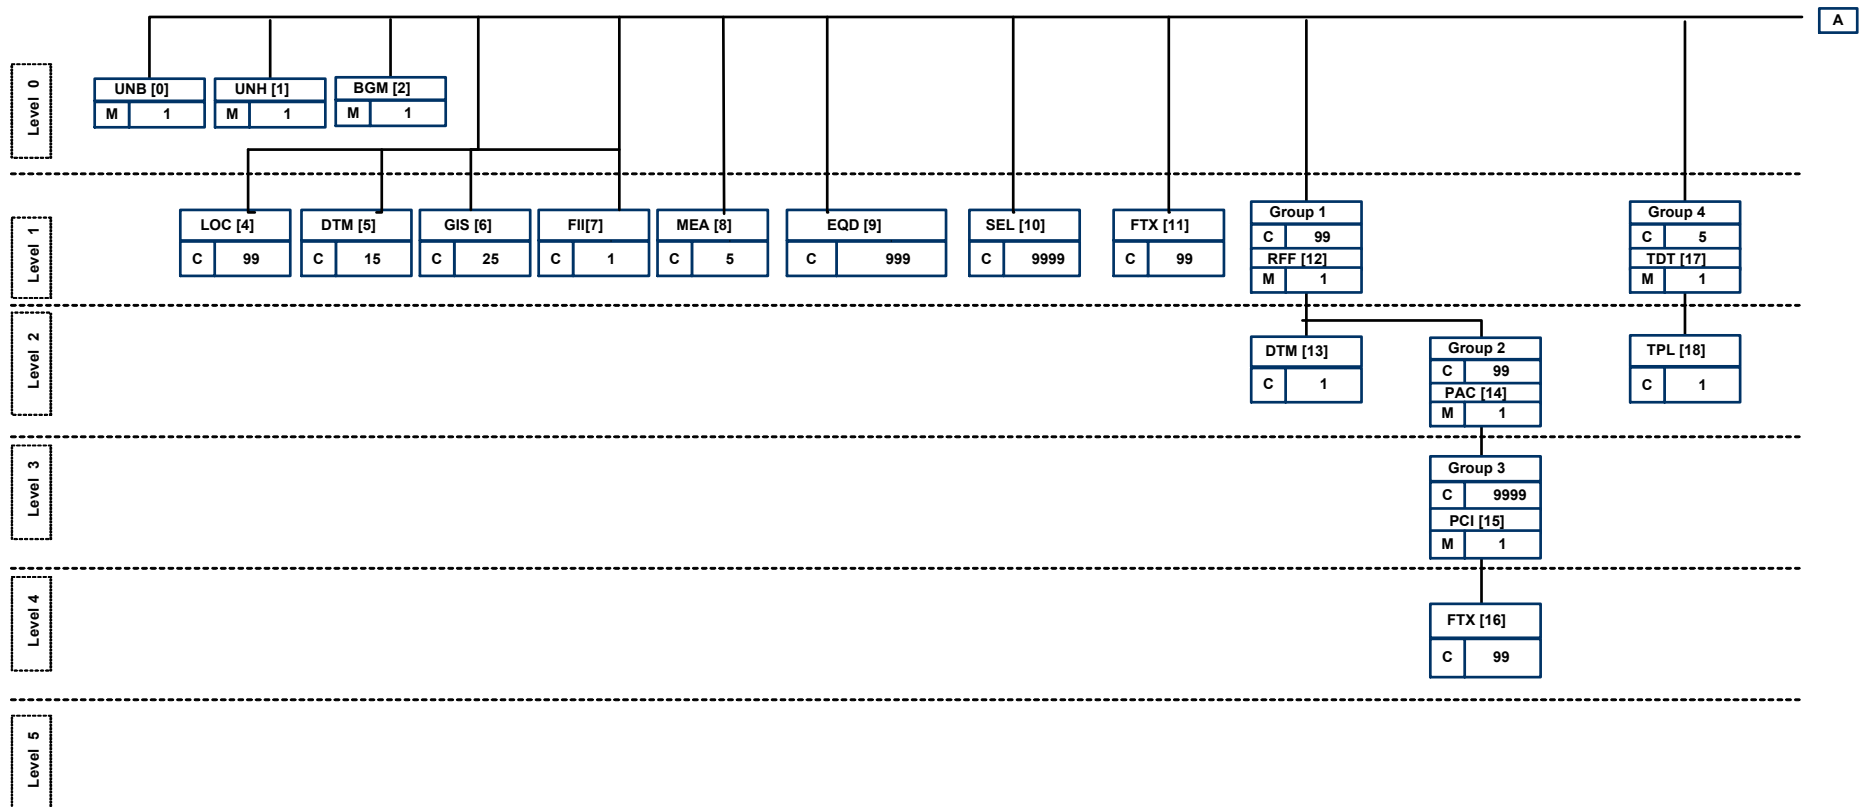 A
Level 0
UNB [0]
M 1
UNH [1]
M 1
BGM [2]
M 1
Level 1
LOC [4]
C 99
DTM [5]
C 15
GIS [6]
C 25
FII[7]
C 1
MEA [8]
C 5
EQD [9]
C 999
SEL [10]
C 9999
FTX [11]
C 99
Group 1
C 99
RFF [12]
M 1
Group 4
C 5
TDT [17]
M 1
Level 2
DTM [13]
C 1
Group 2
C 99
PAC [14]
M 1
TPL [18]
C 1
Level 3
Group 3
C 9999
PCI [15]
M 1
Level 4
FTX [16]
C 99
Level 5